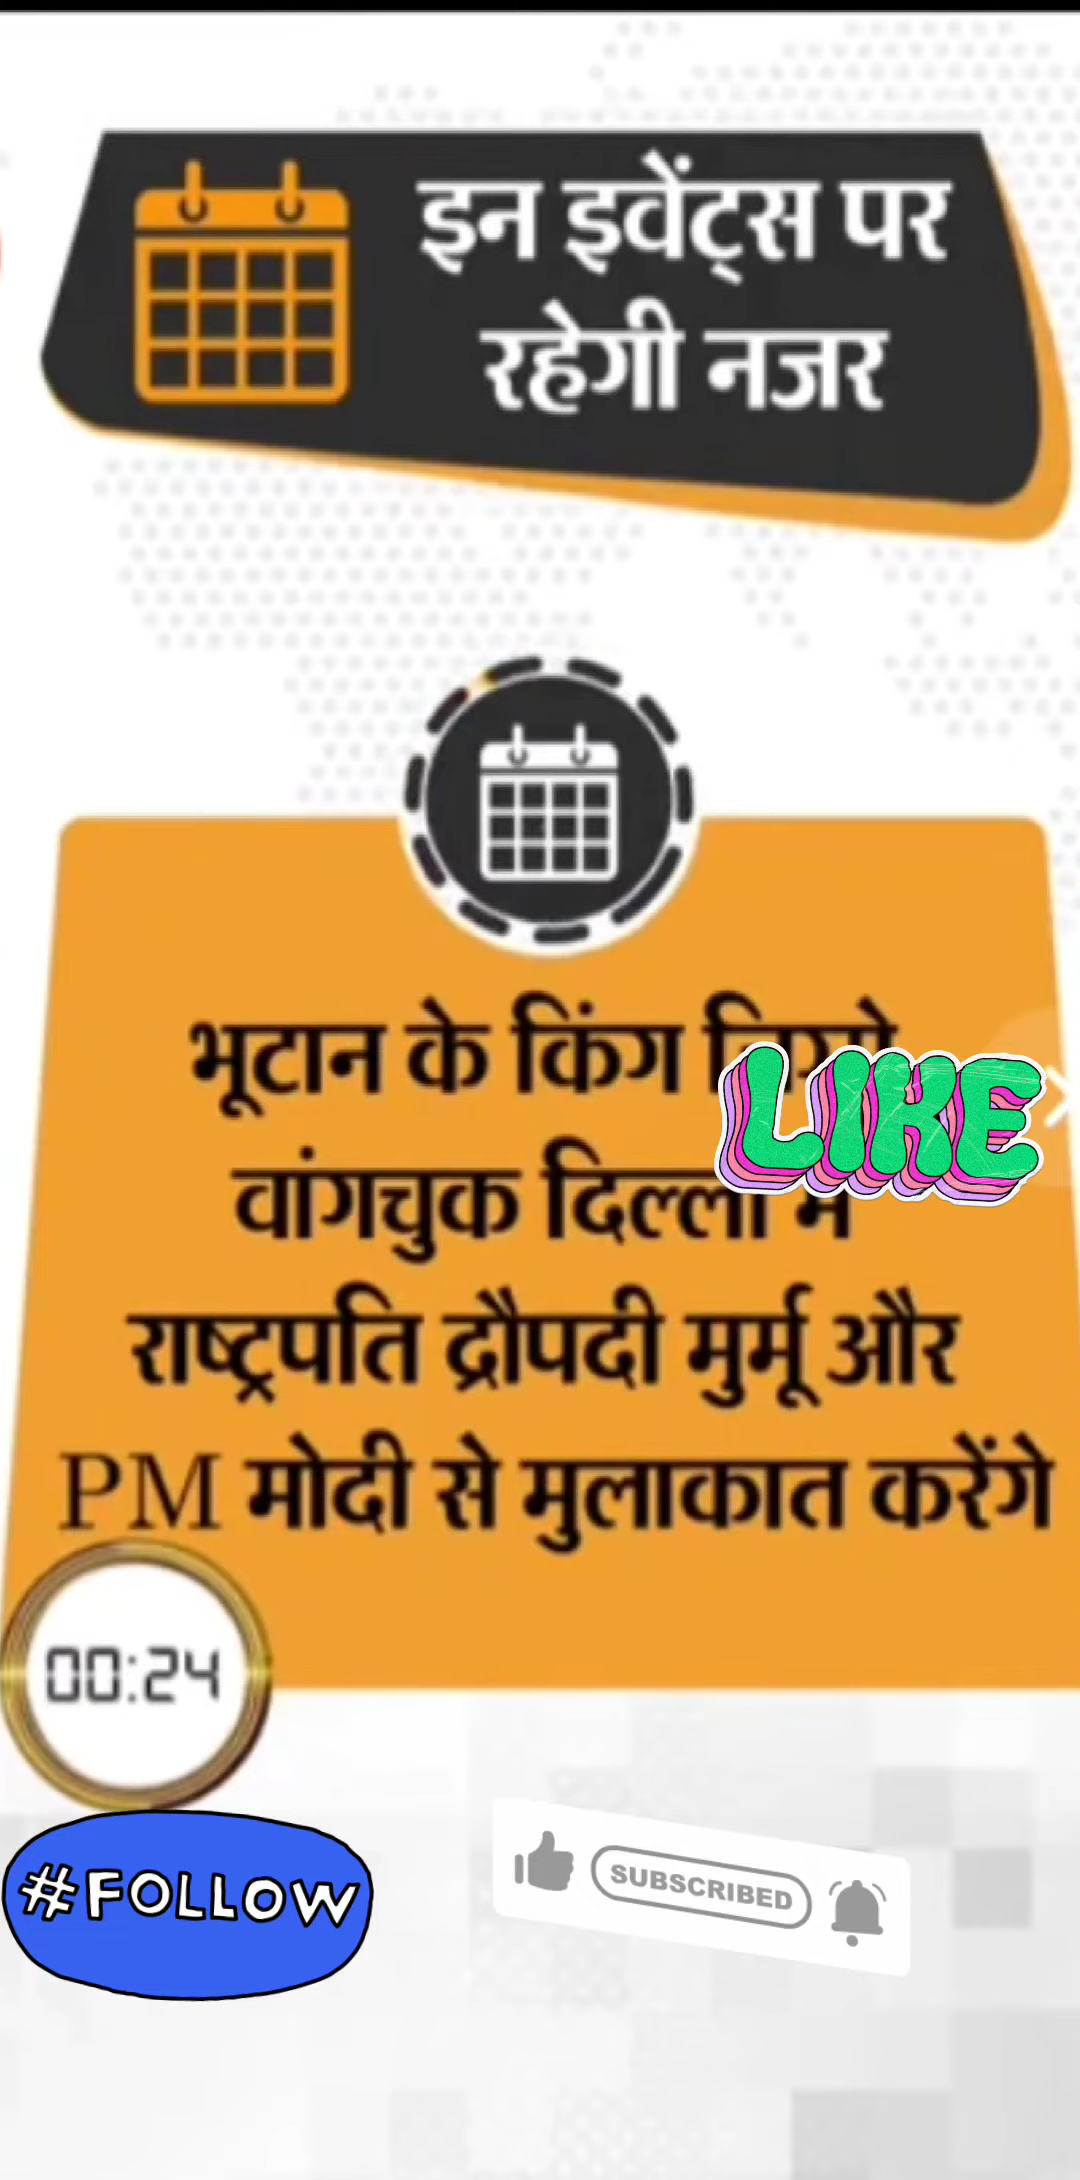 इन इवेंट्स पर
रहेगी नजर
भूटान के किंग
LIKE
वांगचुक दिल्ली में
राष्ट्रपति द्रौपदी मुर्मू और
PM मोदी से मुलाकात करेंगे
00:24
#FOLLOW
SUBSCRIBED